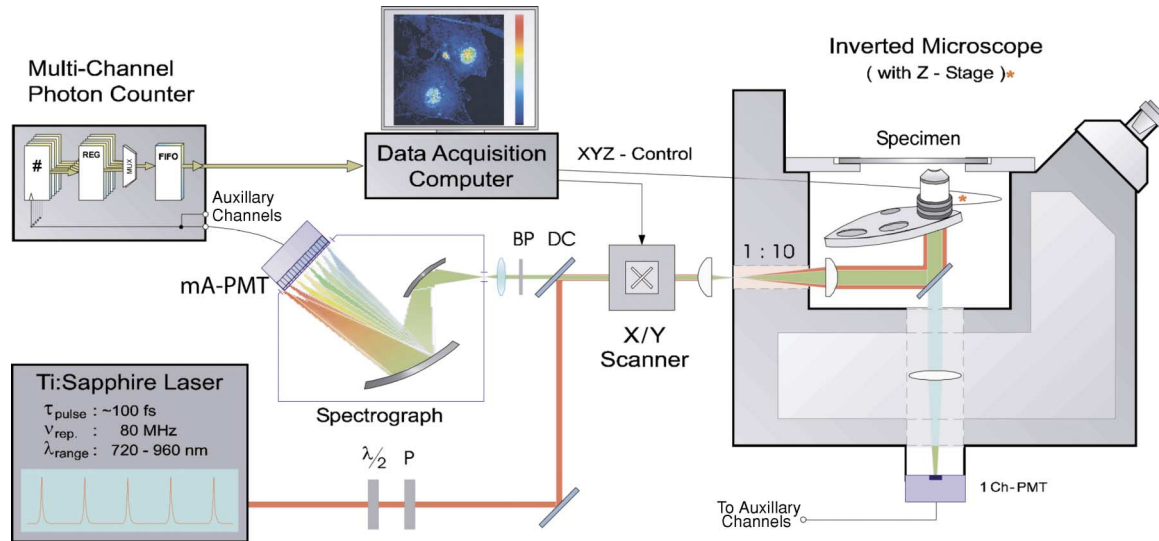 Multi-Channel
Photon Counter
#
REG
MUX
FIFO
Auxillary
Channels
Data Acquisition
Computer
XYZ - Control
Inverted Microscope
( with Z - Stage )*
Specimen
*
1 : 10
mA-PMT
BP
DC
X/Y
Scanner
Spectrograph
Ti:Sapphire Laser
τpulse : ~100 fs
νrep. : 80 MHz
λrange : 720 - 960 nm
λ/2
P
1 Ch-PMT
To Auxillary
Channels